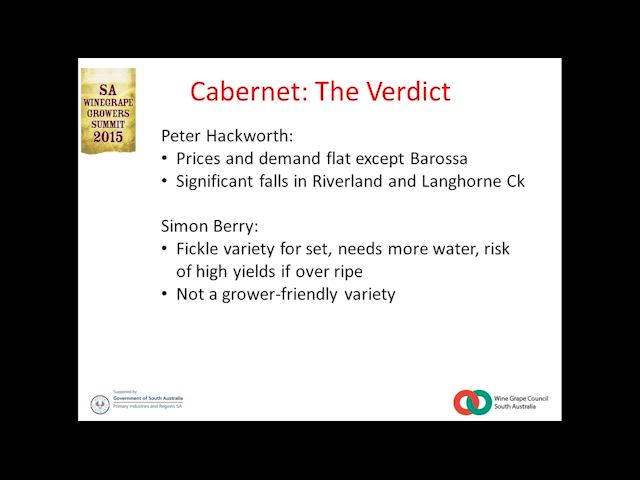 SA
WINEGRAPE
GROWERS
SUMMIT
2015
Cabernet: The Verdict
Peter Hackworth:
• Prices and demand flat except Barossa
• Significant falls in Riverland and Langhorne Ck
Simon Berry:
• Fickle variety for set, needs more water, risk
of high yields if over ripe
• Not a grower-friendly variety
Supported by
Government of South Australia
Primary Industries and Regions SA
Wine Grape Council
South Australia